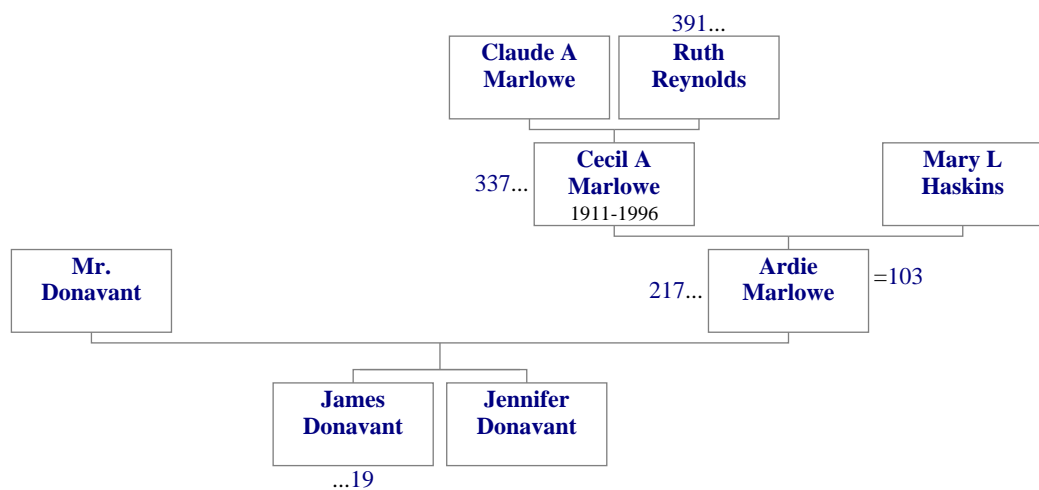 391...
Claude A
Marlowe
Ruth
Reynolds
337...
Cecil A
Marlowe
1911-1996
Mary L
Haskins
Mr.
Donavant
217...
Ardie
Marlowe
=103
James
Donavant
Jennifer
Donavant
...19